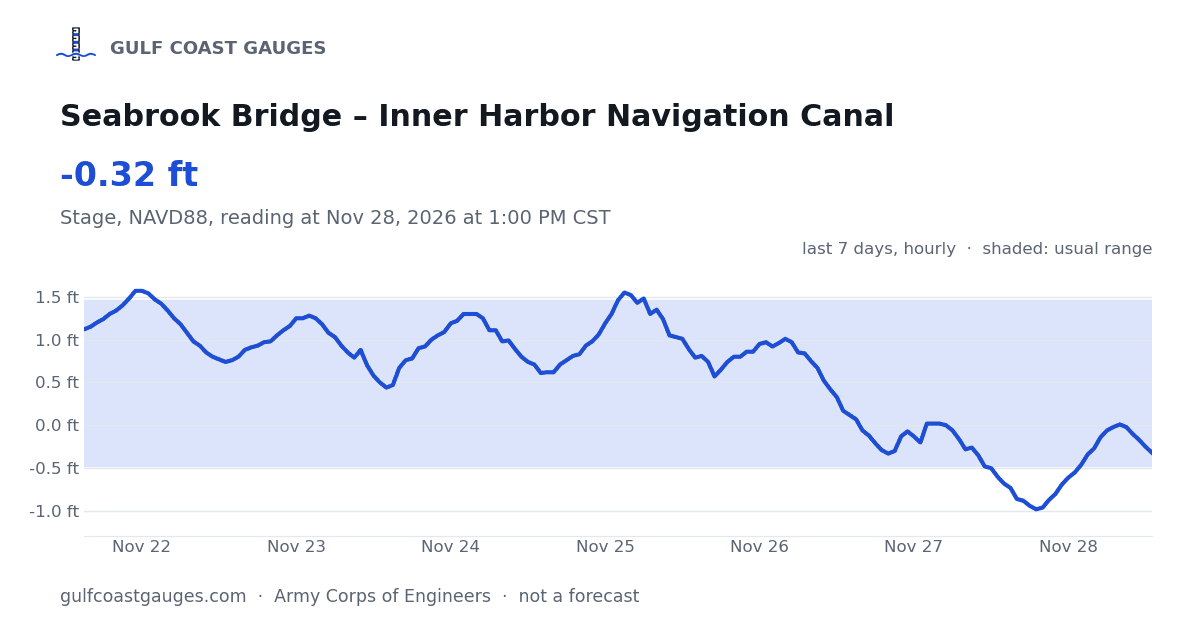 GULF COAST GAUGES
Seabrook Bridge – Inner Harbor Navigation Canal
-0.32 ft
Stage, NAVD88, reading at Nov 28, 2026 at 1:00 PM CST
last 7 days, hourly · shaded: usual range
1.5 ft
1.0 ft
0.5 ft
0.0 ft
-0.5 ft
-1.0 ft
Nov 22 Nov 23 Nov 24 Nov 25 Nov 26 Nov 27 Nov 28
gulfcoastgauges.com · Army Corps of Engineers · not a forecast